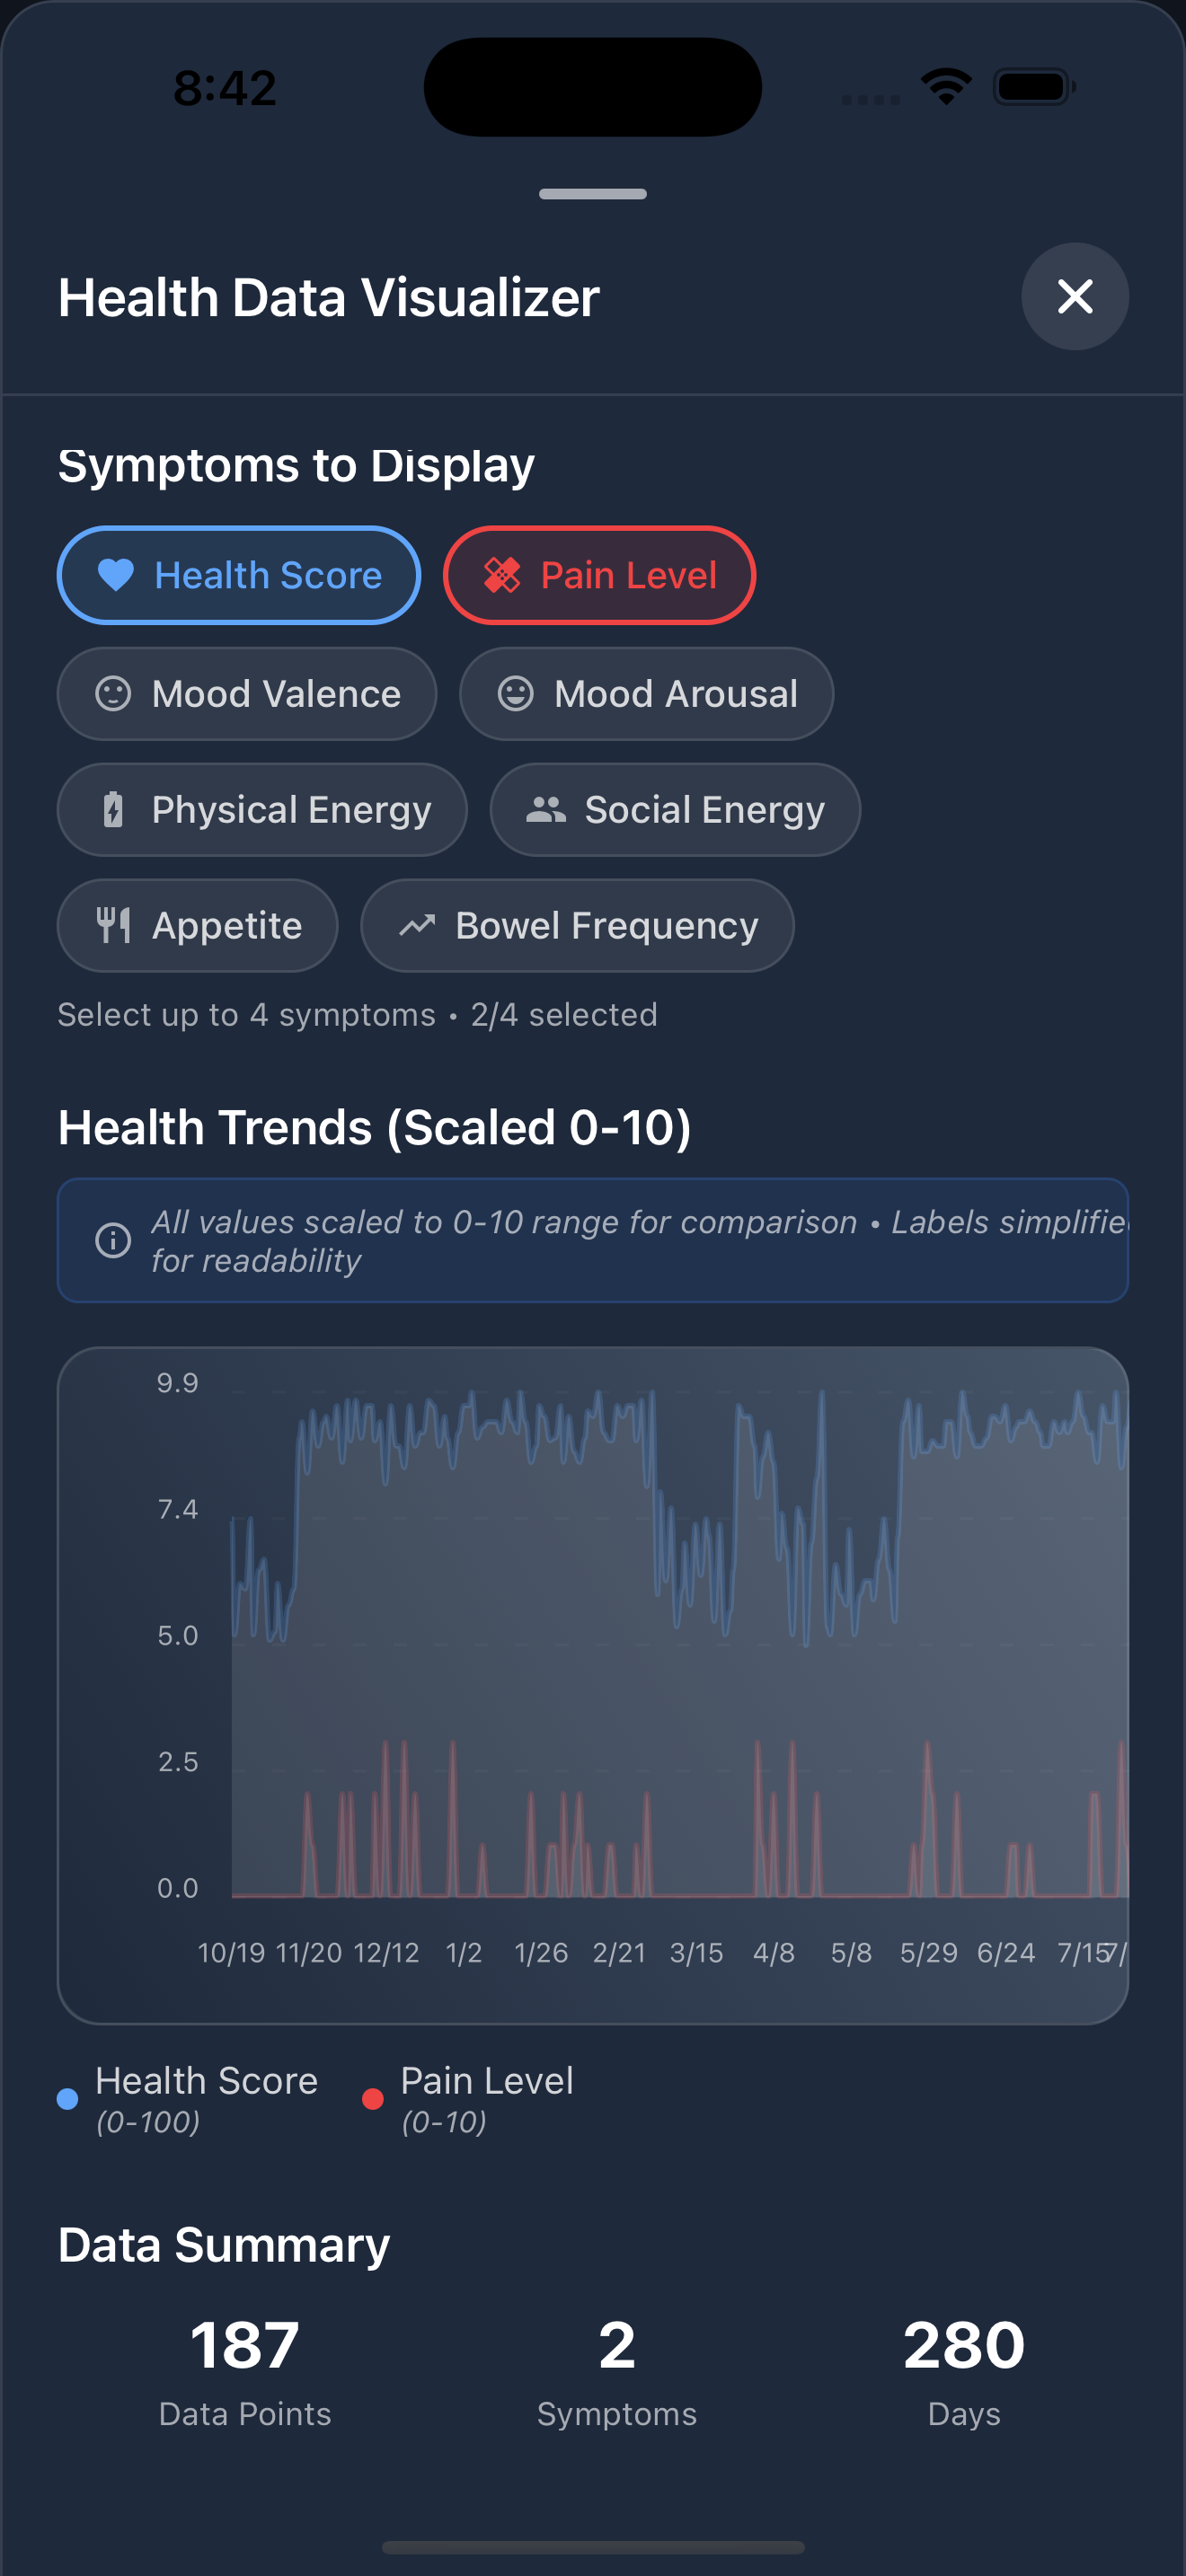 8:42
Health Data Visualizer
Symptoms to Display
Health Score
Pain Level
Mood Valence
Mood Arousal
Physical Energy
Social Energy
Appetite
Bowel Frequency
Select up to 4 symptoms • 2/4 selected
Health Trends (Scaled 0-10)
All values scaled to 0-10 range for comparison • Labels simplifie
for readability
9.9
7.4
5.0
2.5
0.0
10/19 11/20 12/12 1/2 1/26 2/21 3/15 4/8 5/8 5/29 6/24 7/15 7/
Health Score
(0-100)
Pain Level
(0-10)
Data Summary
187 2 280
Data Points Symptoms Days